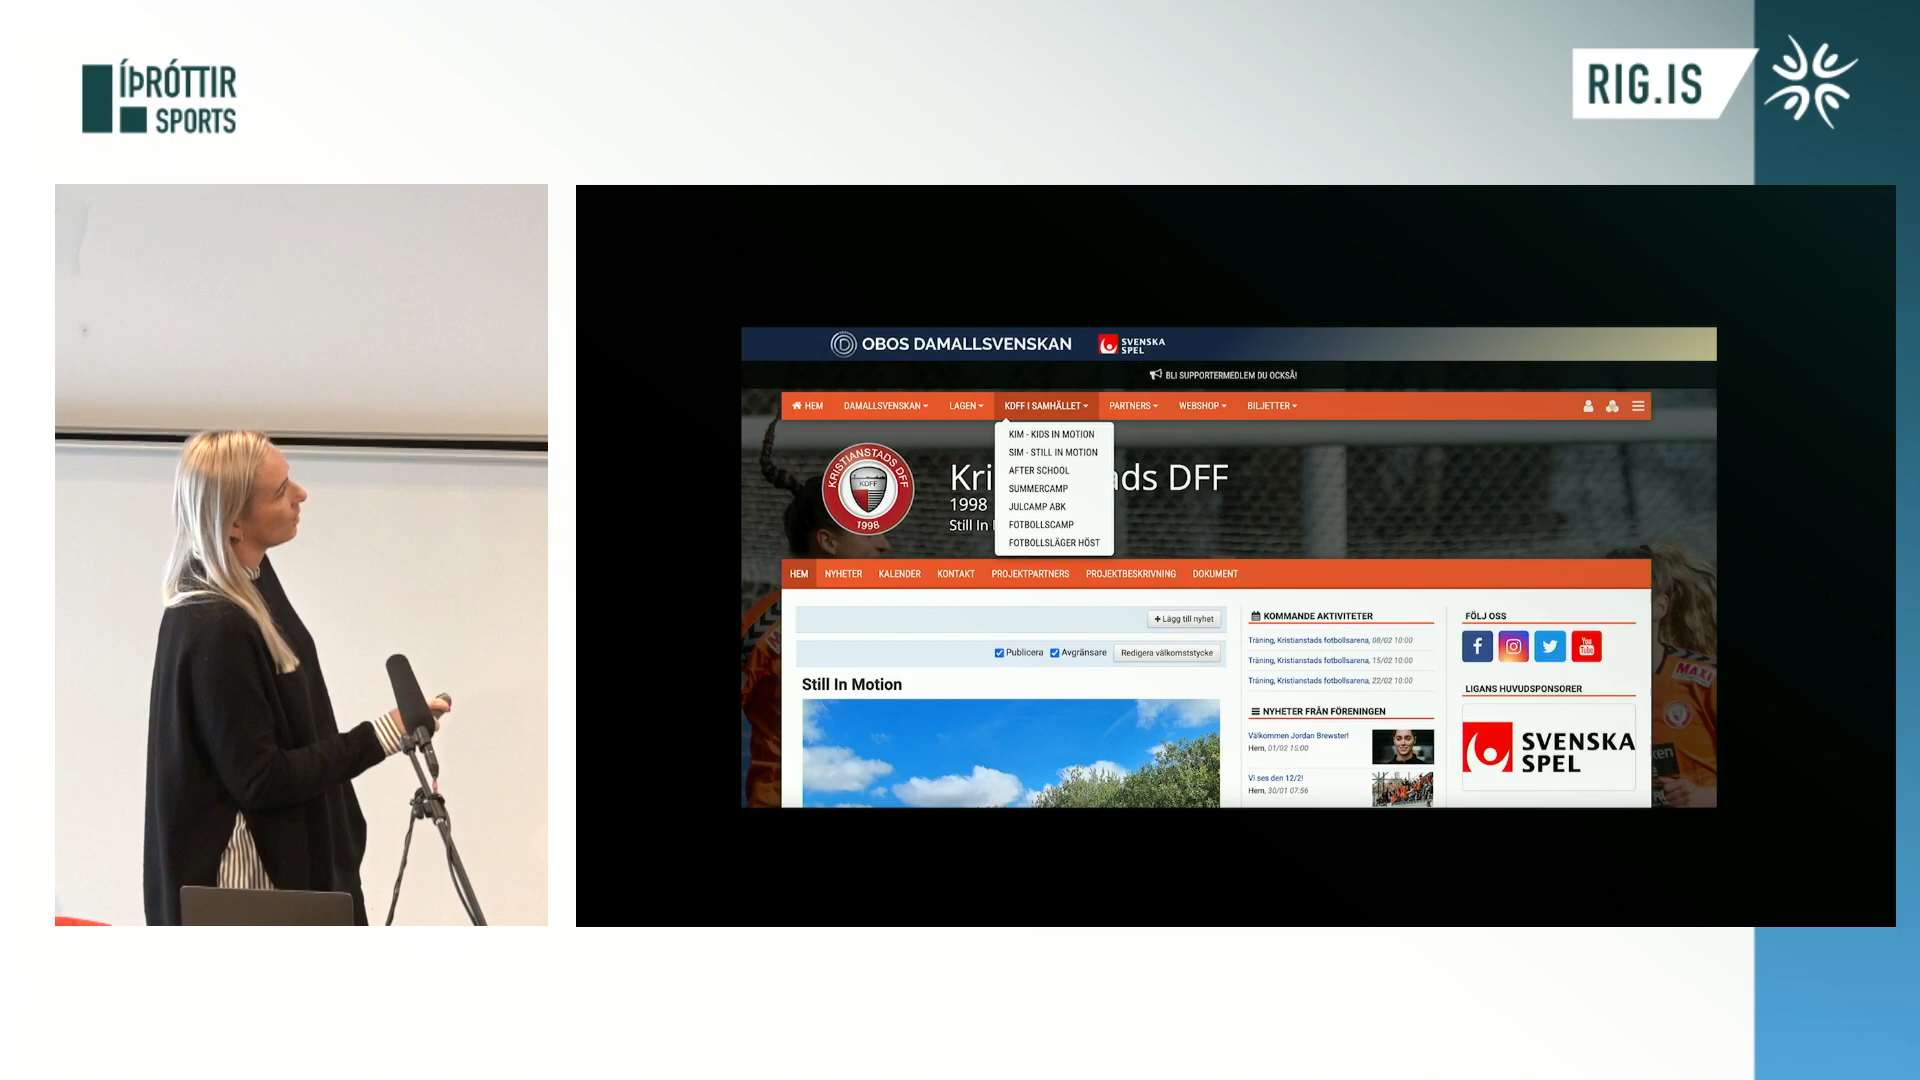 ÍÞRÓTTIR
SPORTS
RIG.IS
OBOS DAMALLSVENSKAN
SVENSKA
SPEL
BLI SUPPORTERMEDLEM DU OCKSÅ!
HEM DAMALLSVENSKAN LAGEN KDFF I SAMHÄLLET PARTNERS WEBSHOP BILJETTER
KIM - KIDS IN MOTION
SIM - STILL IN MOTION
AFTER SCHOOL
SUMMERCAMP
JULCAMP ABK
FOTBOLLSCAMP
FOTBOLLSLÄGER HÖST
KRISTIANSTADS DFF
KDFF
1998
Kri ads DFF
1998
Still In
HEM NYHETER KALENDER KONTAKT PROJEKTPARTNERS PROJEKTBESKRIVNING DOKUMENT
+ Lägg till nyhet
Publicera Avgränsare Redigera välkomststycke
Still In Motion
KOMMANDE AKTIVITETER
Träning, Kristianstads fotbollsarena, 08/02 10:00
Träning, Kristianstads fotbollsarena, 15/02 10:00
Träning, Kristianstads fotbollsarena, 22/02 10:00
NYHETER FRÅN FÖRENINGEN
Välkommen Jordan Brewster!
Hem, 01/02 15:00
Vi ses den 12/2!
Hem, 30/01 07:56
FÖLJ OSS
You
Tube
LIGANS HUVUDSPONSORER
SVENSKA
SPEL
MAXI